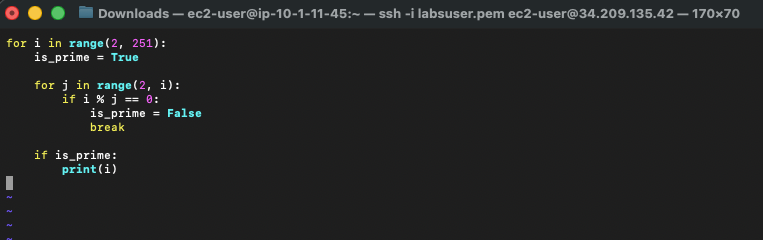 Downloads — ec2-user@ip-10-1-11-45:~ — ssh -i labsuser.pem ec2-user@34.209.135.42 — 170×70
for i in range(2, 251):
    is_prime = True

    for j in range(2, i):
        if i % j == 0:
            is_prime = False
            break

    if is_prime:
        print(i)

~
~
~
~